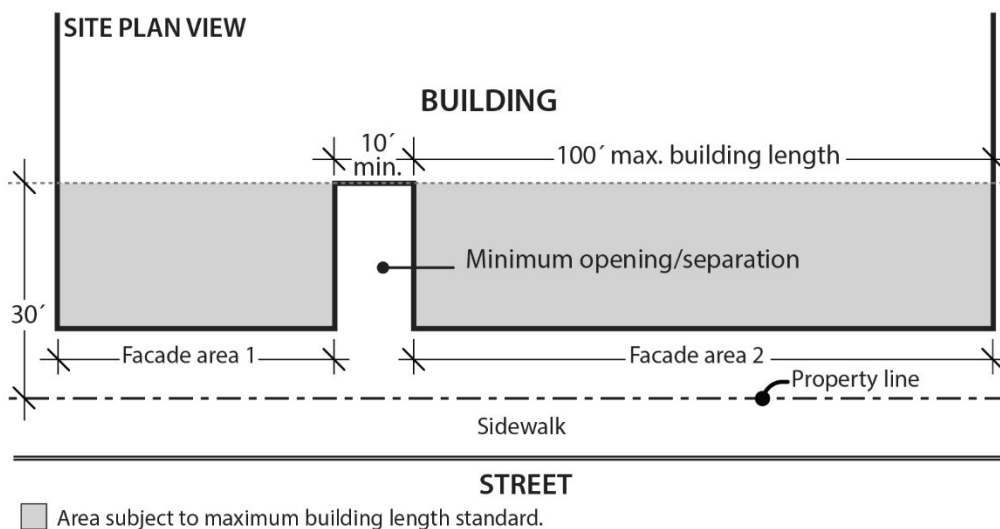 SITE PLAN VIEW
BUILDING
10´
min.
100´ max. building length
Minimum opening/separation
30´
Facade area 1
Facade area 2
Property line
Sidewalk
STREET
Area subject to maximum building length standard.